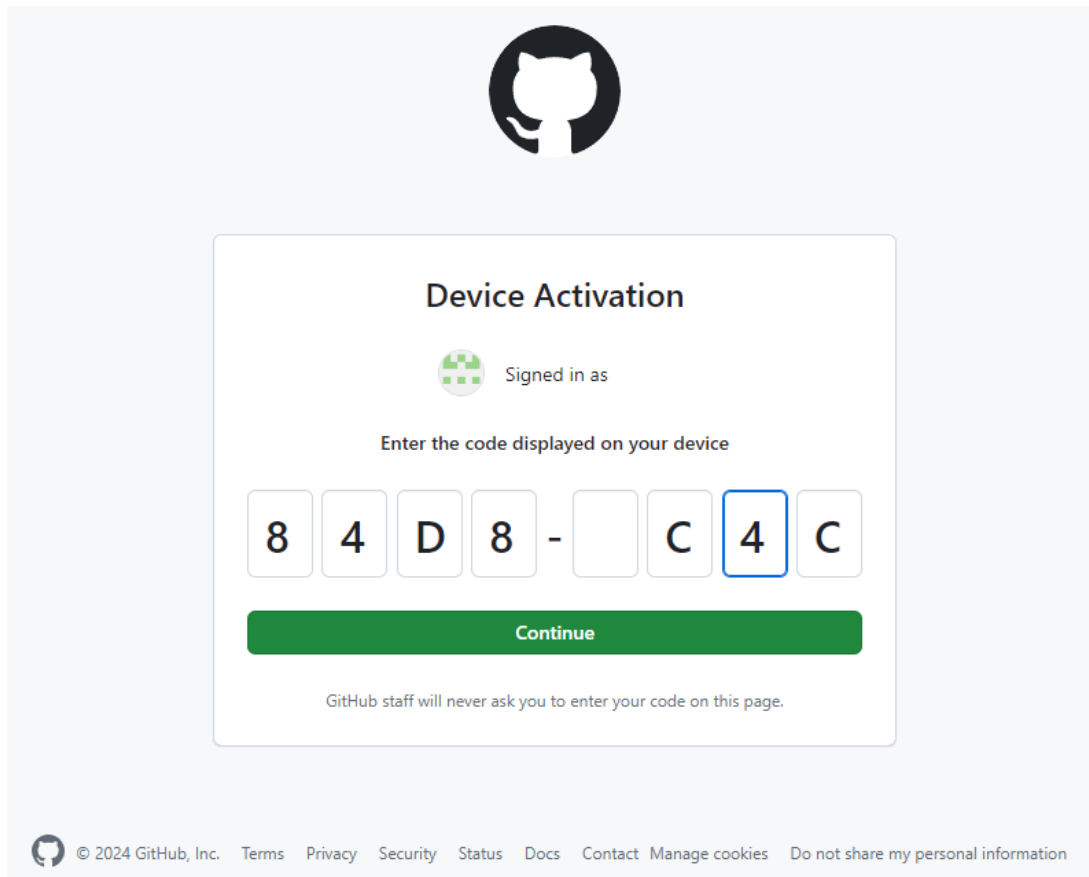 Device Activation
Signed in as
Enter the code displayed on your device
8 4 D 8 - C 4 C
Continue
GitHub staff will never ask you to enter your code on this page.
© 2024 GitHub, Inc. Terms Privacy Security Status Docs Contact Manage cookies Do not share my personal information